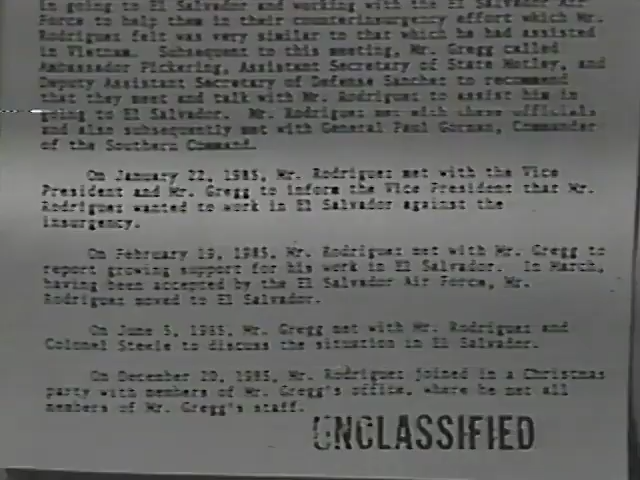 in going to El Salvador and working with the El Salvador Air
Force to help them in their counterinsurgency effort which Mr.
Rodriguez felt was very similar to that which he had assisted
in Vietnam. Subsequent to this meeting, Mr. Gregg called
Ambassador Pickering, Assistant Secretary of State Motley, and
Deputy Assistant Secretary of Defense Sanchez to recommend
that they meet and talk with Mr. Rodriguez to assist him in
going to El Salvador. Mr. Rodriguez met with these officials
and also subsequently met with General Paul Gorman, Commander
of the Southern Command.
On January 22, 1985, Mr. Rodriguez met with the Vice
President and Mr. Gregg to inform the Vice President that Mr.
Rodriguez wanted to work in El Salvador against the
insurgency.
On February 19, 1985, Mr. Rodriguez met with Mr. Gregg to
report growing support for his work in El Salvador. In March,
having been accepted by the El Salvador Air Force, Mr.
Rodriguez moved to El Salvador.
On June 5, 1985, Mr. Gregg met with Mr. Rodriguez and
Colonel Steele to discuss the situation in El Salvador.
On December 20, 1985, Mr. Rodriguez joined in a Christmas
party with members of Mr. Gregg's office, where he met all
members of Mr. Gregg's staff.
UNCLASSIFIED